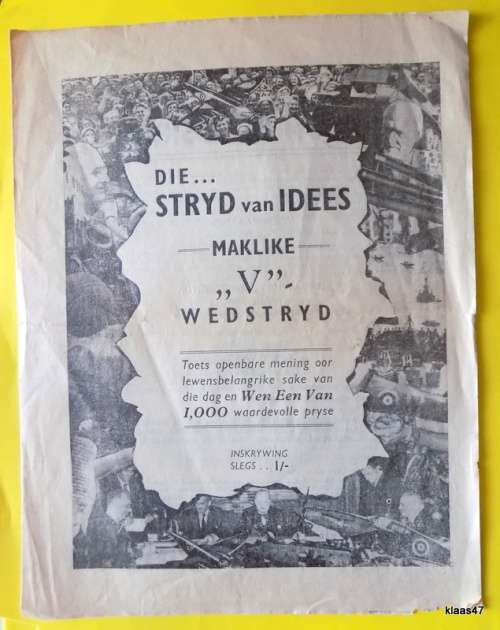 DIE...
STRYD van IDEES
MAKLIKE
„V”-
WEDSTRYD
Toets openbare mening oor
lewensbelangrike sake van
die dag en Wen Een Van
1,000 waardevolle pryse
INSKRYWING
SLEGS .. 1/-
klaas47